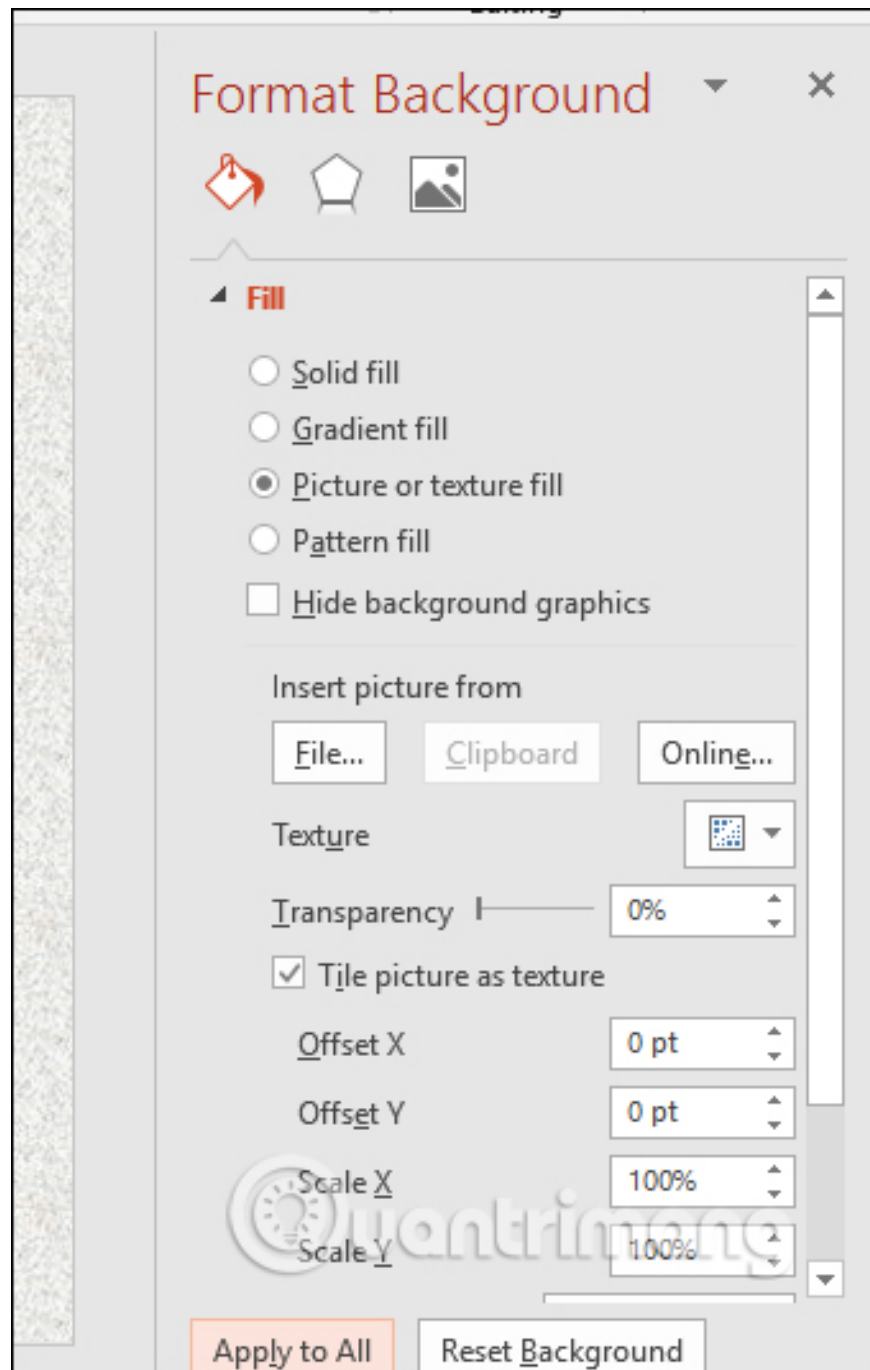 Format Background
Fill
Solid fill
Gradient fill
Picture or texture fill
Pattern fill
Hide background graphics
Insert picture from
File... Clipboard Online...
Texture
Transparency 0%
Tile picture as texture
Offset X 0 pt
Offset Y 0 pt
Scale X 100%
Quantrimang
Scale Y 100%
Apply to All Reset Background